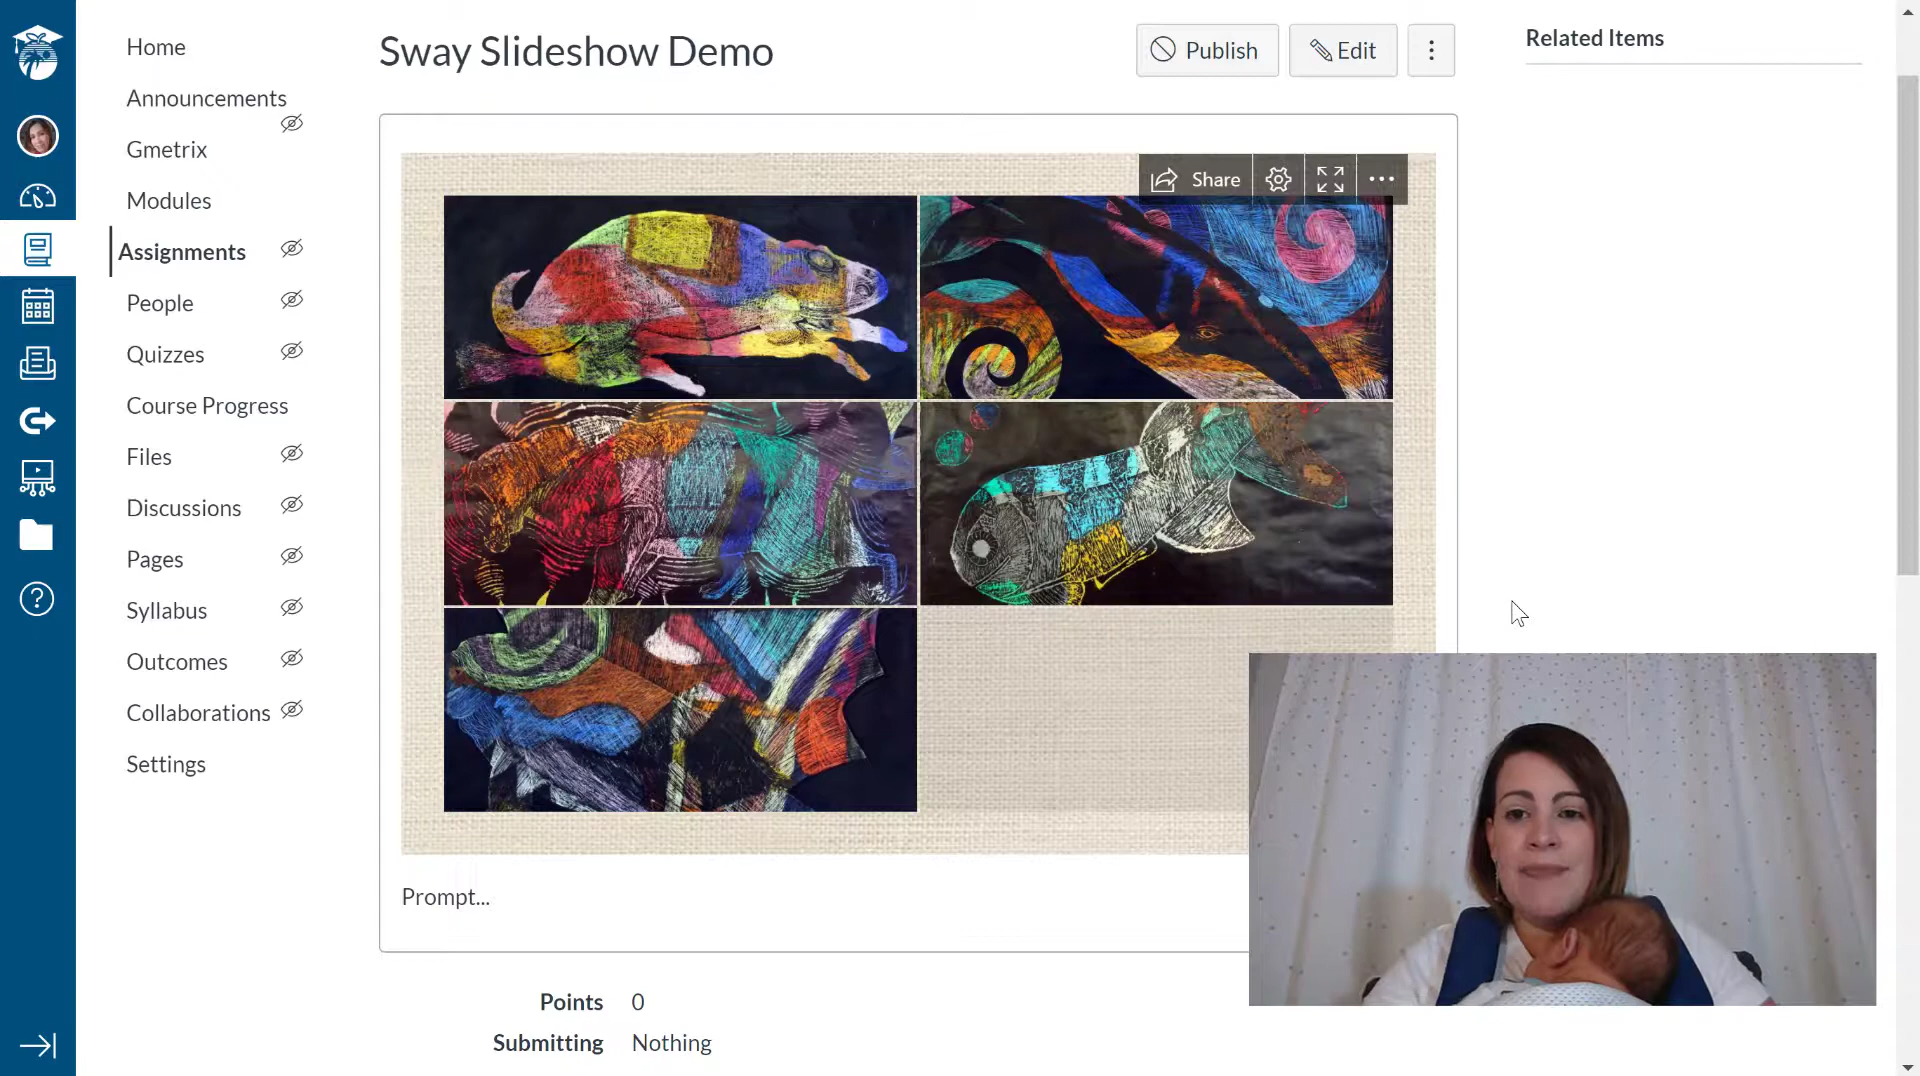 Home
Announcements
Gmetrix
Modules
Assignments
People
Quizzes
Course Progress
Files
Discussions
Pages
Syllabus
Outcomes
Collaborations
Settings
Sway Slideshow Demo
Publish
Edit
Share
Prompt...
Points 0
Submitting Nothing
Related Items